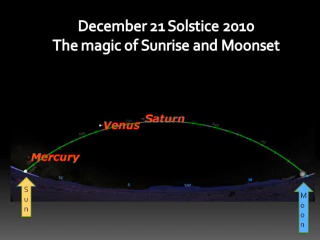 December 21 Solstice 2010
The magic of Sunrise and Moonset
Saturn
Venus
Mercury
Sun
Moon